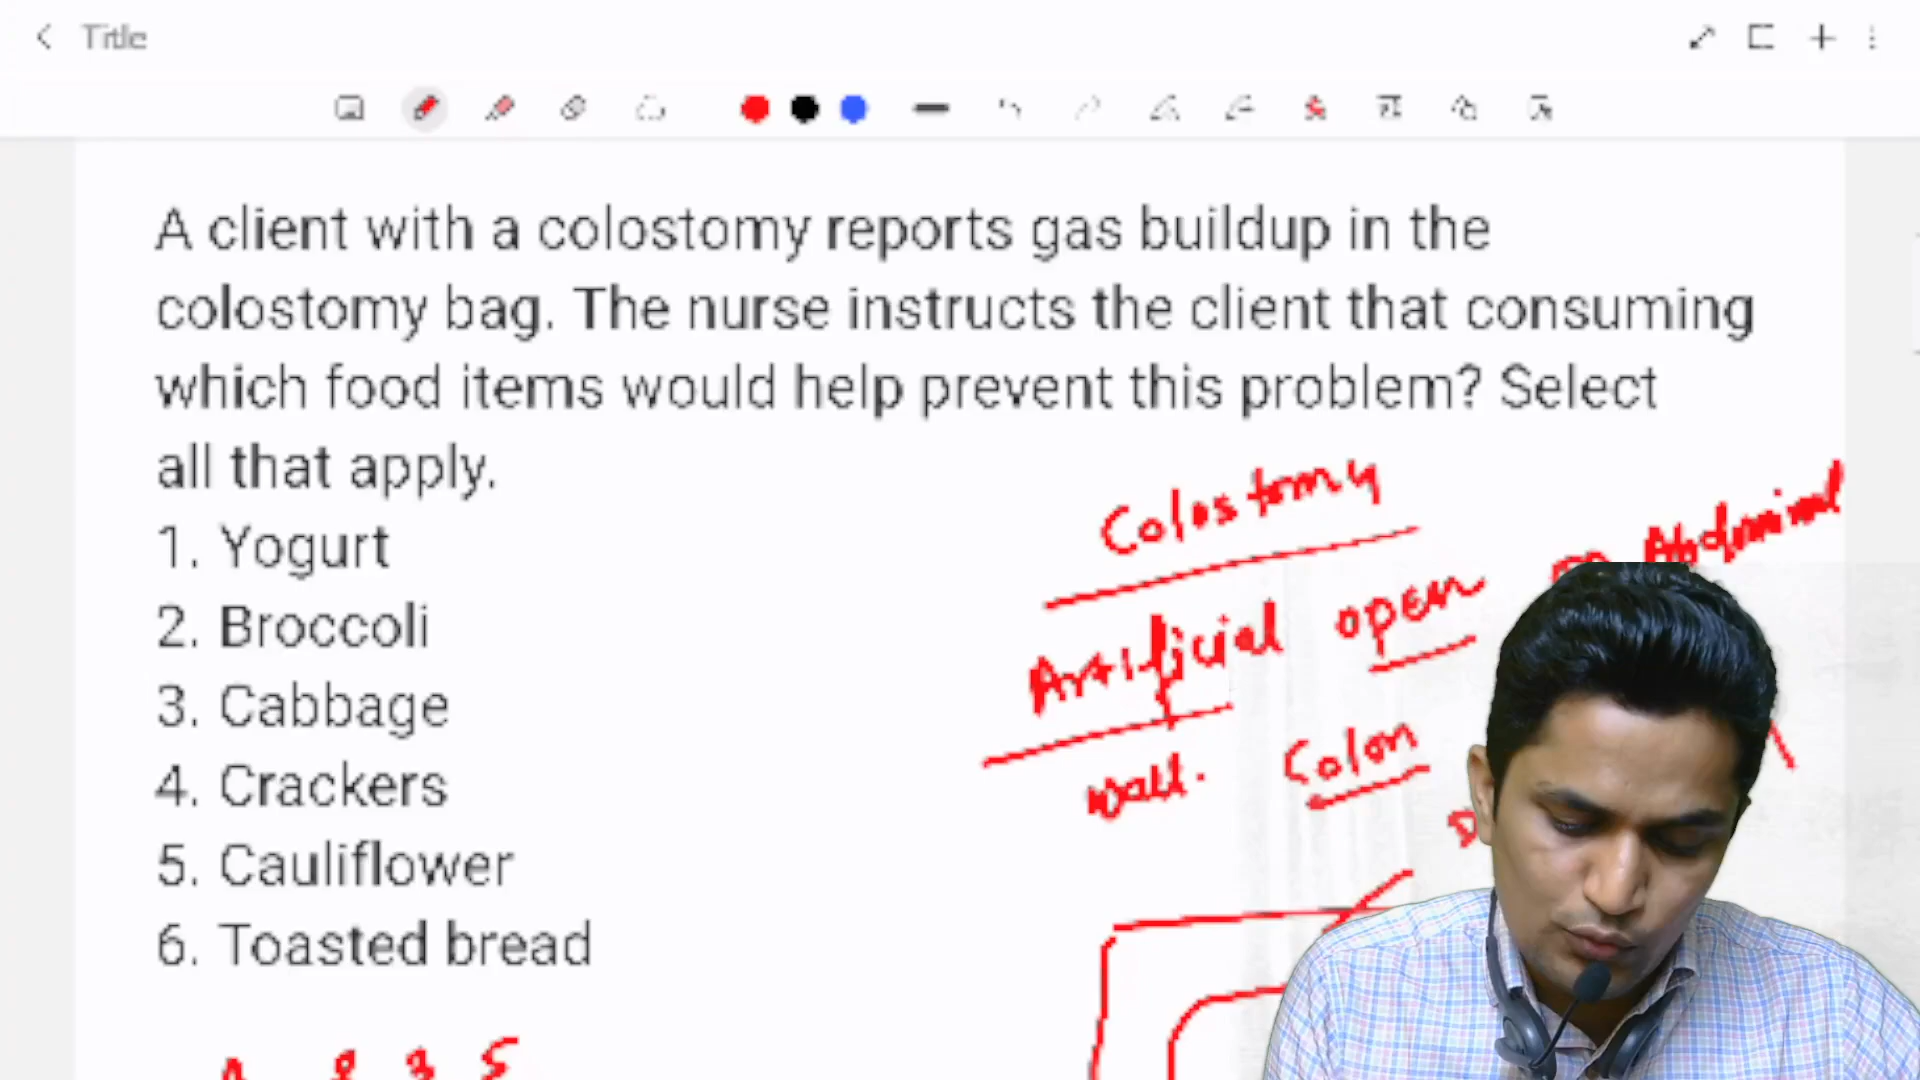 Title
A client with a colostomy reports gas buildup in the
colostomy bag. The nurse instructs the client that consuming
which food items would help prevent this problem? Select
all that apply.
1. Yogurt
2. Broccoli
3. Cabbage
4. Crackers
5. Cauliflower
6. Toasted bread
Colostomy
Artificial open Abdominal
wall. Colon